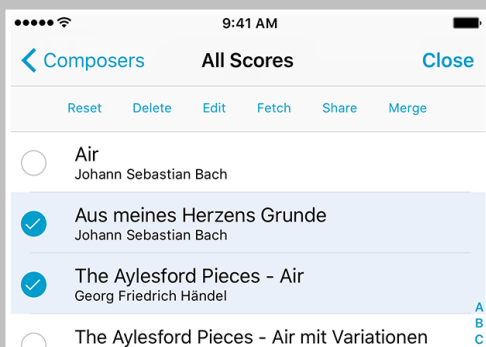 9:41 AM
Composers All Scores Close
Reset Delete Edit Fetch Share Merge
Air
Johann Sebastian Bach
Aus meines Herzens Grunde
Johann Sebastian Bach
The Aylesford Pieces - Air
Georg Friedrich Händel
The Aylesford Pieces - Air mit Variationen
A
B
C